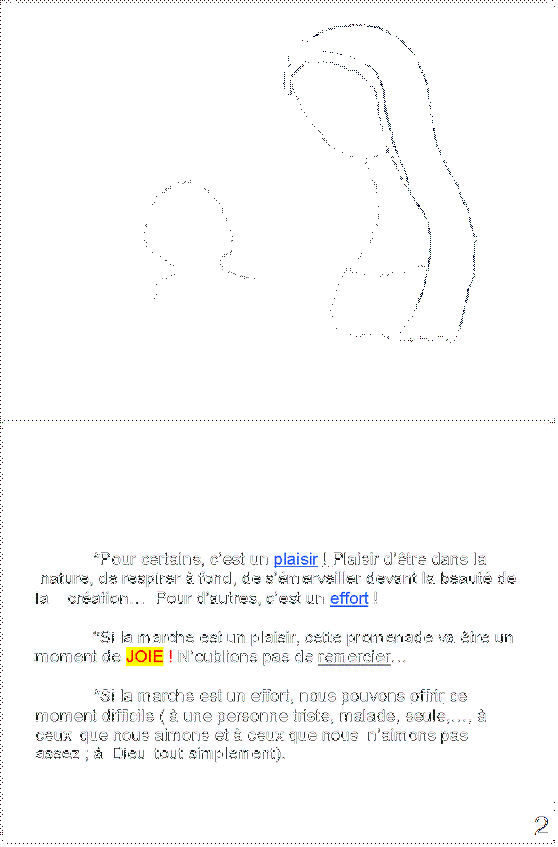 *Pour certains, c'est un plaisir ! Plaisir d'être dans la
nature, de respirer à fond, de s'émerveiller devant la beauté de
la création… Pour d'autres, c'est un effort !
*Si la marche est un plaisir, cette promenade va être un
moment de JOIE ! N'oublions pas de remercier…
*Si la marche est un effort, nous pouvons offrir ce
moment difficile ( à une personne triste, malade, seule,…, à
ceux que nous aimons et à ceux que nous n'aimons pas
assez ; à Dieu tout simplement).
2